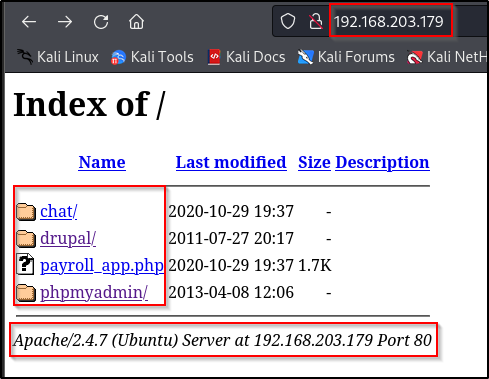 192.168.203.179
Kali Linux Kali Tools Kali Docs Kali Forums Kali NetH
Index of /
Name Last modified Size Description
chat/ 2020-10-29 19:37 -
drupal/ 2011-07-27 20:17 -
payroll_app.php 2020-10-29 19:37 1.7K
phpmyadmin/ 2013-04-08 12:06 -
Apache/2.4.7 (Ubuntu) Server at 192.168.203.179 Port 80